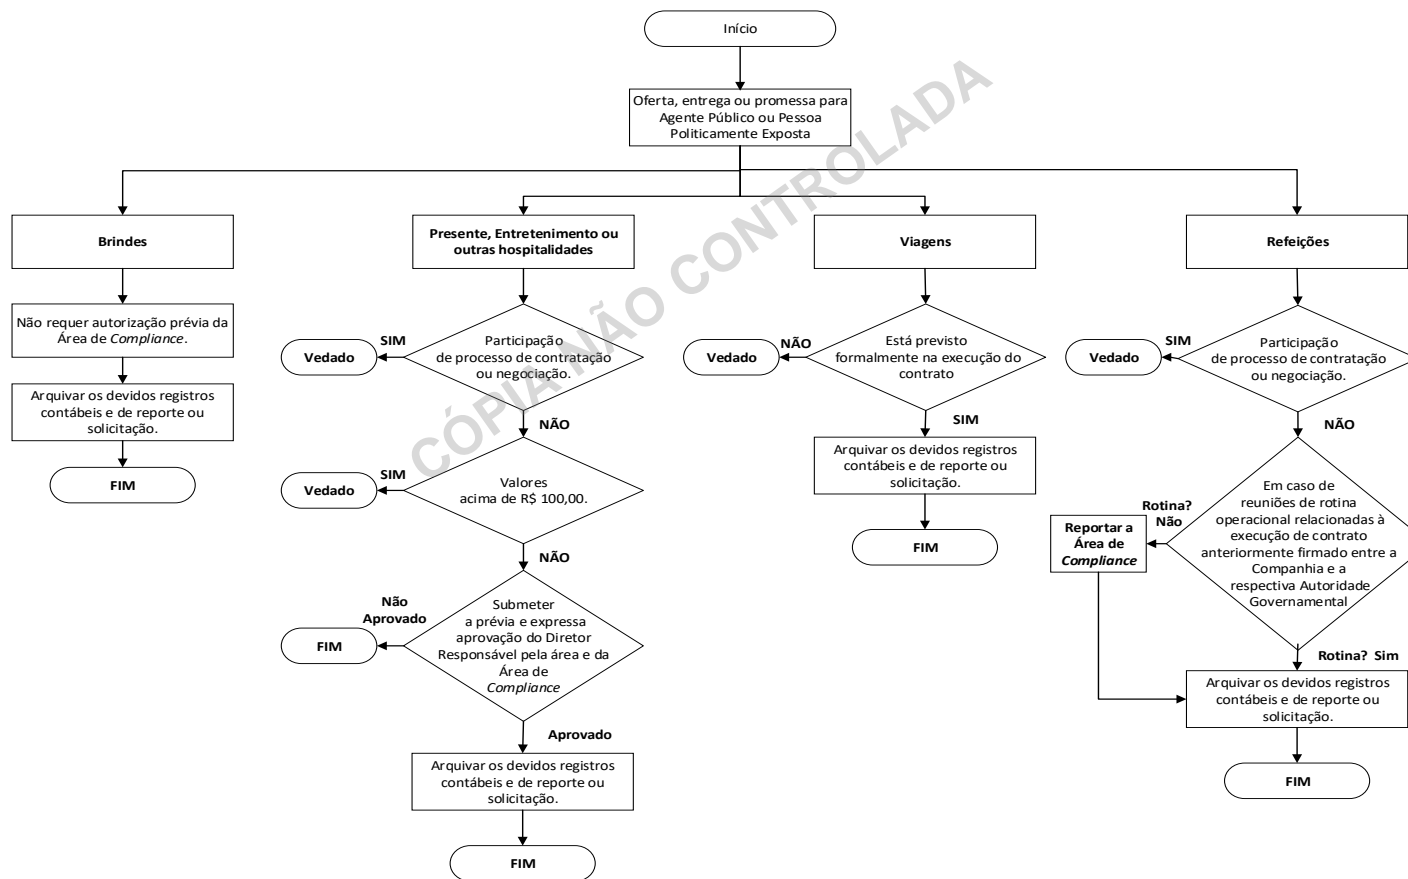 Início
Oferta, entrega ou promessa para
Agente Público ou Pessoa
Politicamente Exposta
Brindes
Não requer autorização prévia da
Área de Compliance.
Arquivar os devidos registros
contábeis e de reporte ou
solicitação.
FIM
Presente, Entretenimento ou
outras hospitalidades
Participação
de processo de contratação
ou negociação.
SIM
Vedado
NÃO
Valores
acima de R$ 100,00.
SIM
Vedado
NÃO
Submeter
a prévia e expressa
aprovação do Diretor
Responsável pela área e da
Área de
Compliance
Não
Aprovado
FIM
Aprovado
Arquivar os devidos registros
contábeis e de reporte ou
solicitação.
FIM
Viagens
Está previsto
formalmente na execução do
contrato
NÃO
Vedado
SIM
Arquivar os devidos registros
contábeis e de reporte ou
solicitação.
FIM
Refeições
Participação
de processo de contratação
ou negociação.
SIM
Vedado
NÃO
Em caso de
reuniões de rotina
operacional relacionadas à
execução de contrato
anteriormente firmado entre a
Companhia e a
respectiva Autoridade
Governamental
Rotina?
Não
Reportar a
Área de
Compliance
Rotina? Sim
Arquivar os devidos registros
contábeis e de reporte ou
solicitação.
FIM
CÓPIA NÃO CONTROLADA